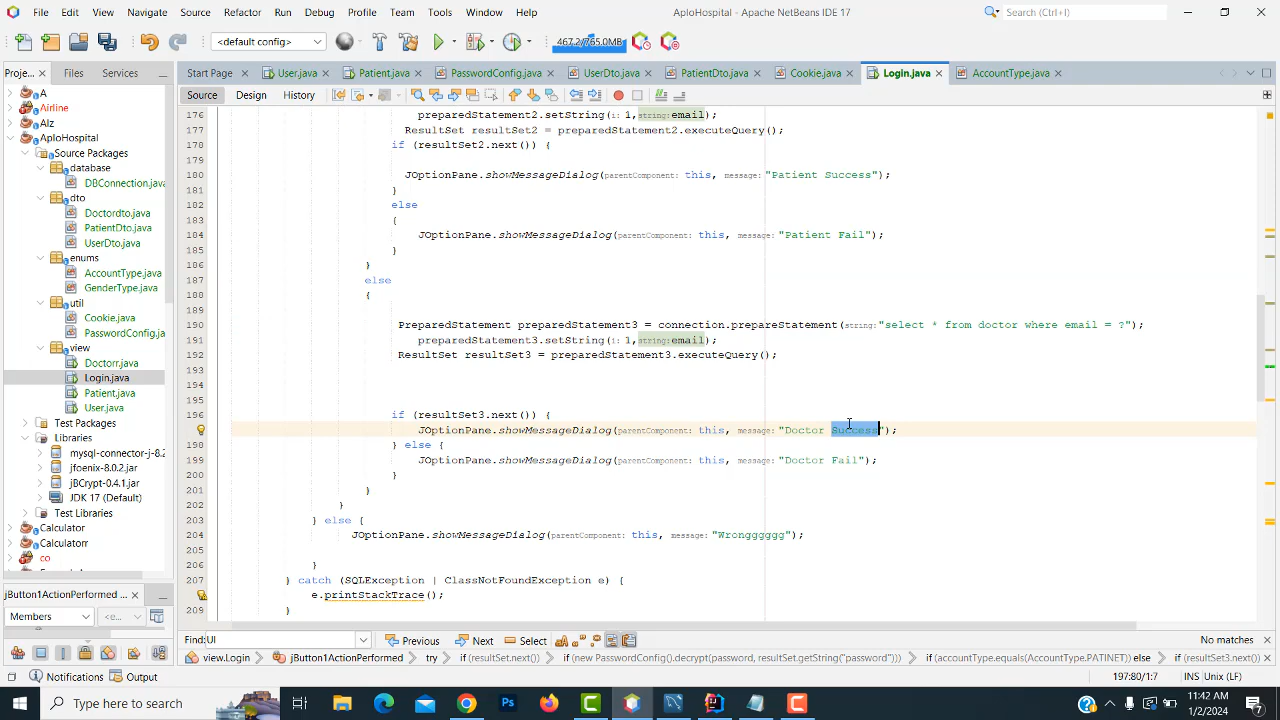 File Edit View Navigate Source Refactor Run Debug Profile Team Tools Window Help
AploHospital - Apache NetBeans IDE 17
Search (Ctrl+I)
<default config>
467.2/765.0MB
Proje... Files Services
Start Page User.java Patient.java PasswordConfig.java UserDto.java PatientDto.java Cookie.java Login.java AccountType.java
Source Design History
A
Airline
Alz
AploHospital
Source Packages
database
DBConnection.java
dto
Doctordto.java
PatientDto.java
UserDto.java
enums
AccountType.java
GenderType.java
util
Cookie.java
PasswordConfig.ja
view
Doctorr.java
Login.java
Patient.java
User.java
Test Packages
Libraries
mysql-connector-j-8.2
jfoenix-8.0.2.jar
jBCrypt-0.4.1.jar
JDK 17 (Default)
Test Libraries
Calculator
Calculatorr
co
176 preparedStatement2.setString(i: 1,string:email);
177 ResultSet resultSet2 = preparedStatement2.executeQuery();
178 if (resultSet2.next()) {
179
180 JOptionPane.showMessageDialog(parentComponent: this, message:"Patient Success");
181 }
182 else
183 {
184 JOptionPane.showMessageDialog(parentComponent: this, message:"Patient Fail");
185 }
186 }
187 else
188 {
189
190 PreparedStatement preparedStatement3 = connection.prepareStatement(string:"select * from doctor where email = ?");
191 preparedStatement3.setString(i: 1,string:email);
192 ResultSet resultSet3 = preparedStatement3.executeQuery();
193
194
195
196 if (resultSet3.next()) {
JOptionPane.showMessageDialog(parentComponent: this, message:"Doctor Success");
198 } else {
199 JOptionPane.showMessageDialog(parentComponent: this, message:"Doctor Fail");
200 }
201 }
202 }
203 } else {
204 JOptionPane.showMessageDialog(parentComponent: this, message:"Wrongggggg");
205
206 }
207 } catch (SQLException | ClassNotFoundException e) {
e.printStackTrace();
209 }
jButton1ActionPerformed ...
Members <e...
Find: UI Previous Next Select No matches
view.Login jButton1ActionPerformed try if (resultSet.next()) if (new PasswordConfig().decrypt(password, resultSet.getString("password")) if (accountType.equals(AccountType.PATINET)) else if (resultSet3.next())
Notifications Output
197:80/1:7 INS Unix (LF)
Type here to search
11:42 AM
1/2/2024